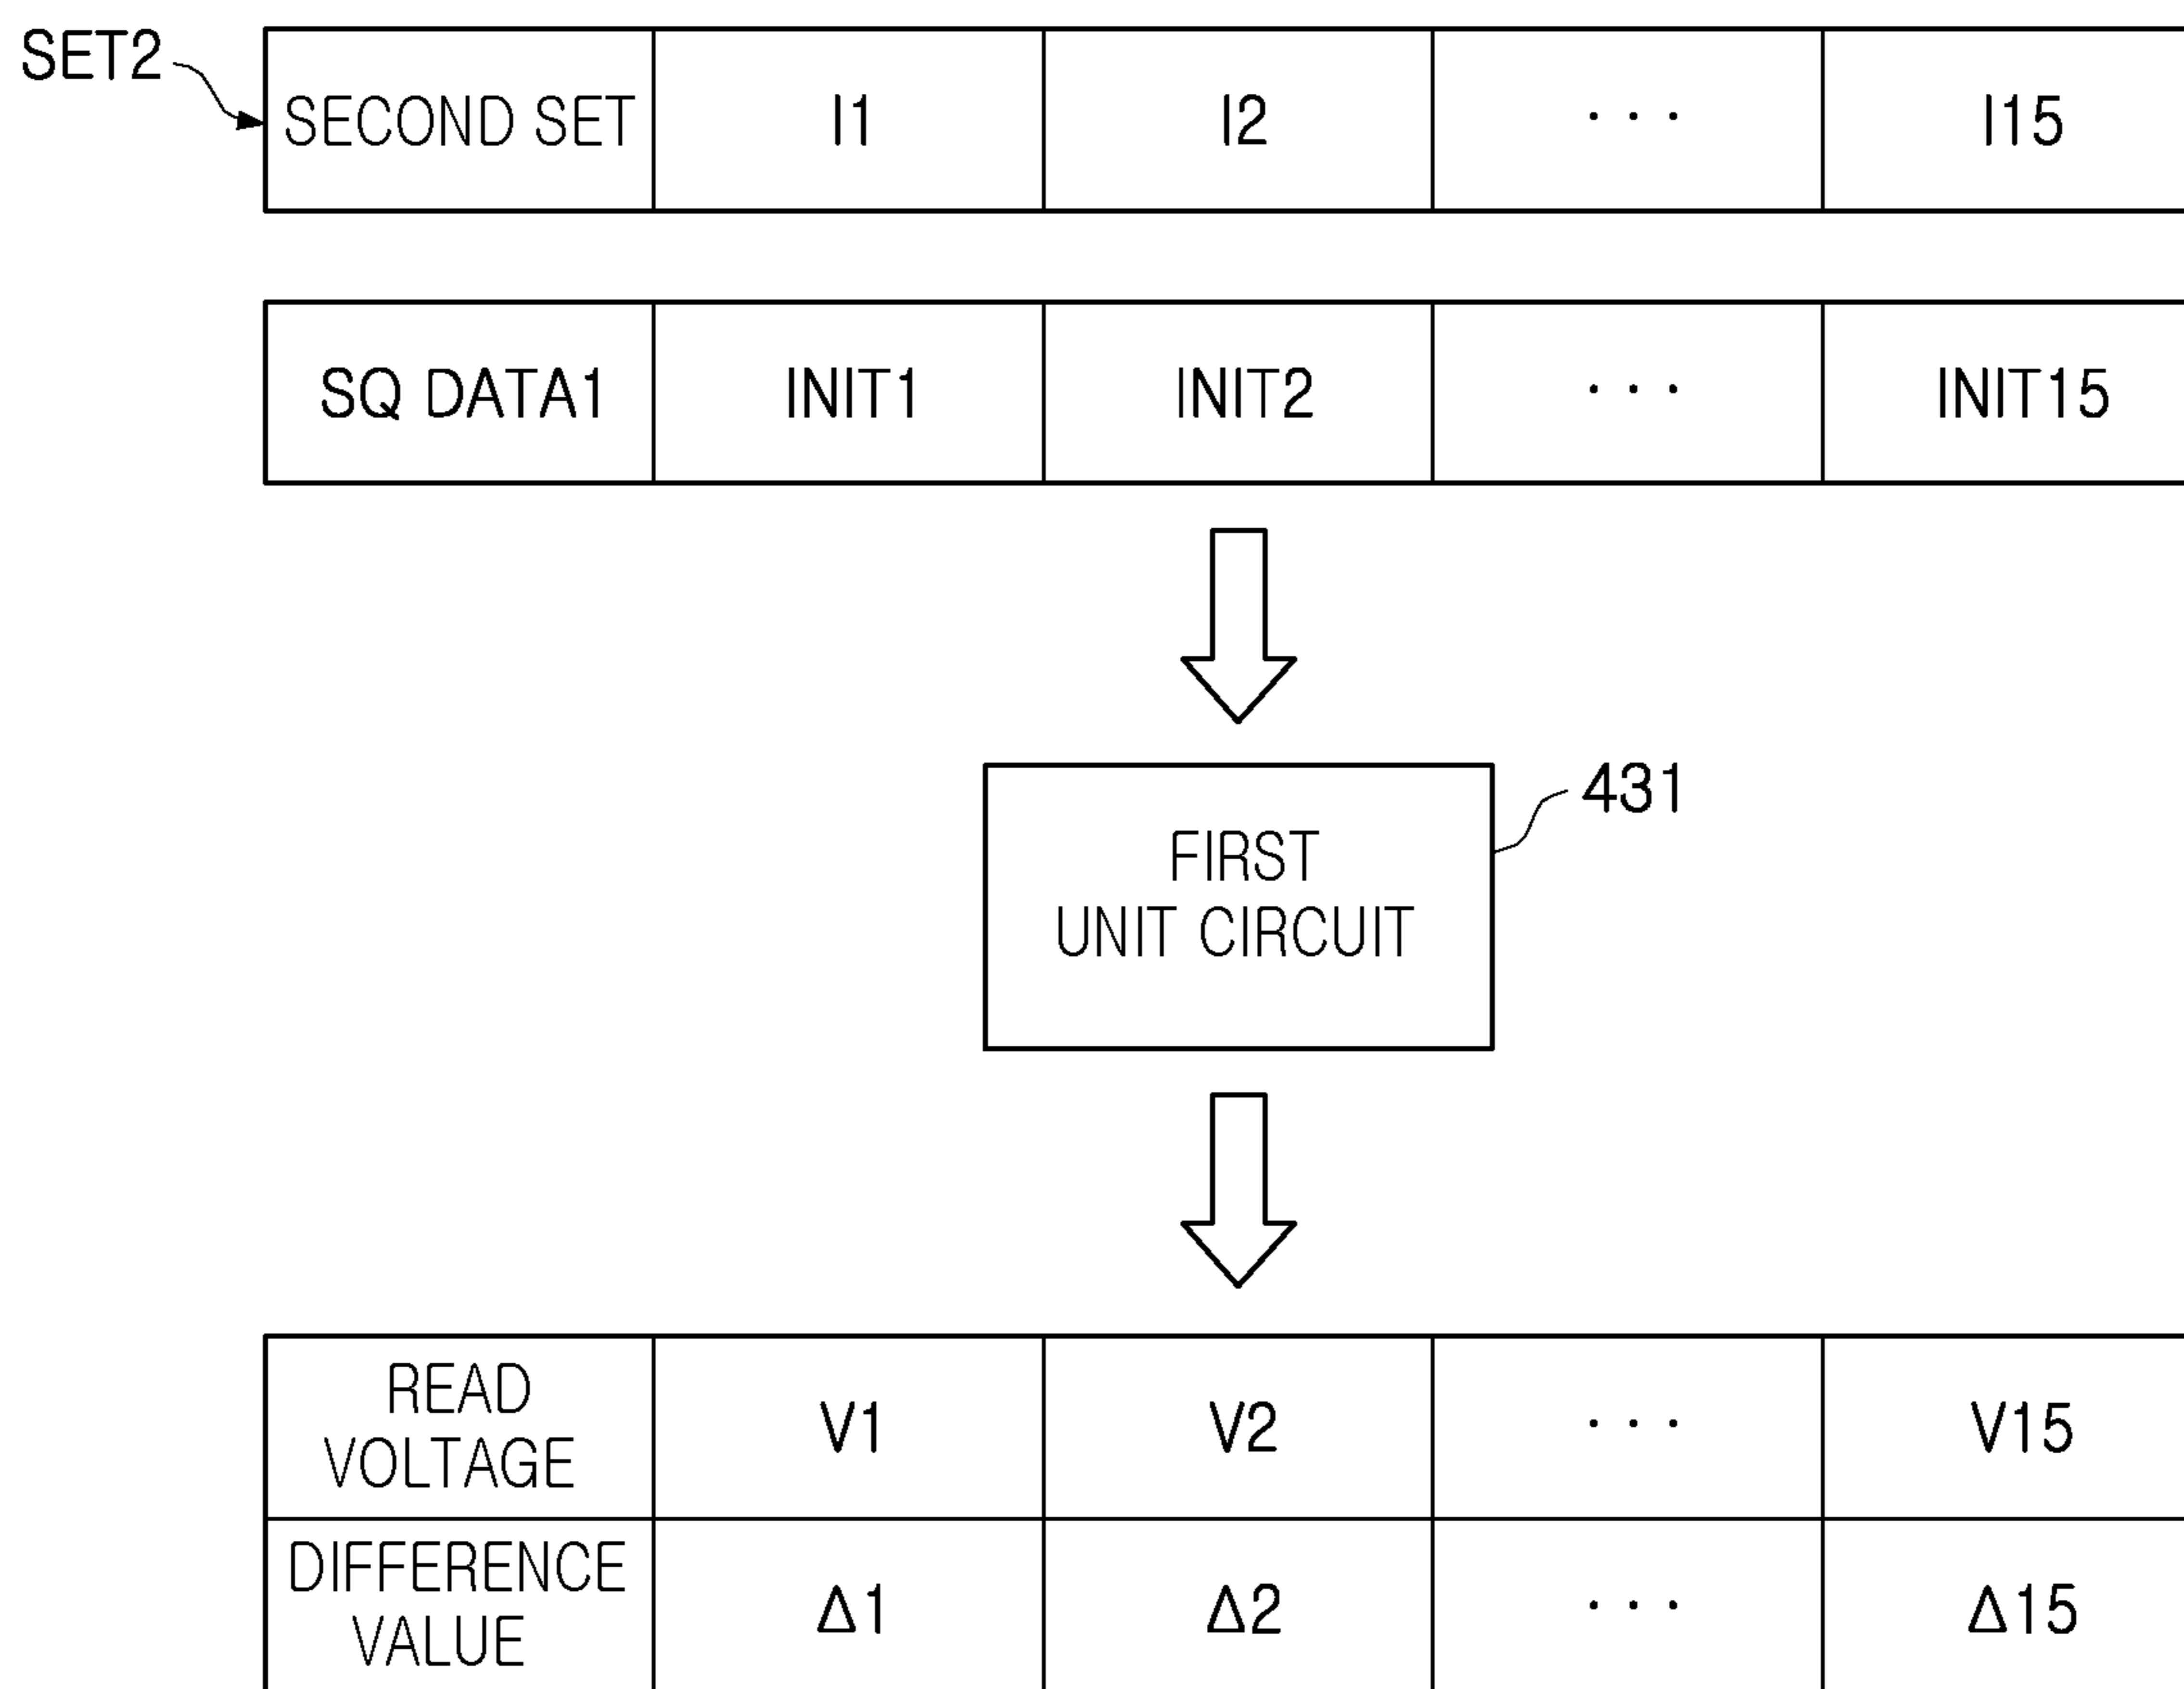 SET2
SECOND SET I1 I2 ··· I15
SQ DATA1 INIT1 INIT2 ··· INIT15
431
FIRST
UNIT CIRCUIT
READ
VOLTAGE V1 V2 ··· V15
DIFFERENCE
VALUE Δ1 Δ2 ··· Δ15